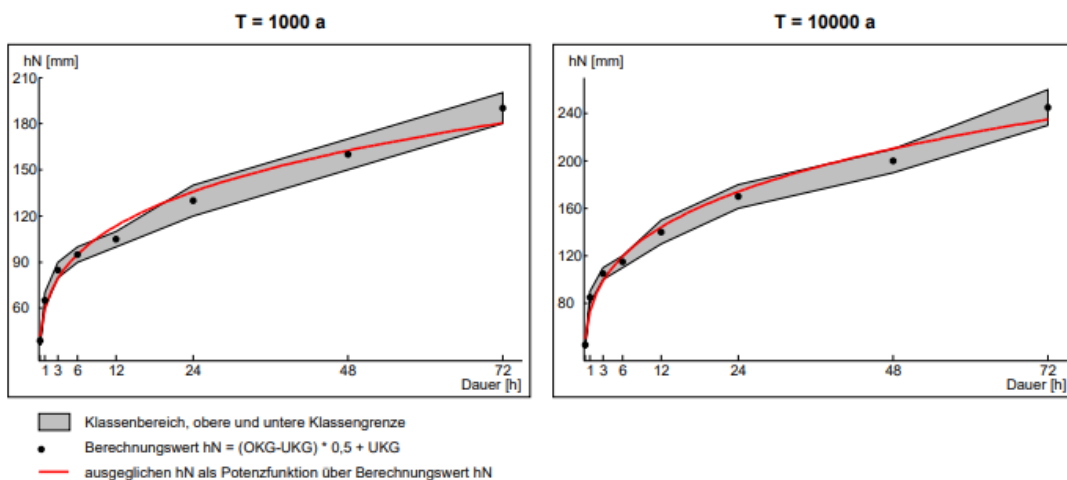 T = 1000 a
hN [mm]
210
180
150
120
90
60
1 3 6 12 24 48 72
Dauer [h]
T = 10000 a
hN [mm]
240
200
160
120
80
1 3 6 12 24 48 72
Dauer [h]
Klassenbereich, obere und untere Klassengrenze
Berechnungswert hN = (OKG-UKG) * 0,5 + UKG
ausgeglichen hN als Potenzfunktion über Berechnungswert hN